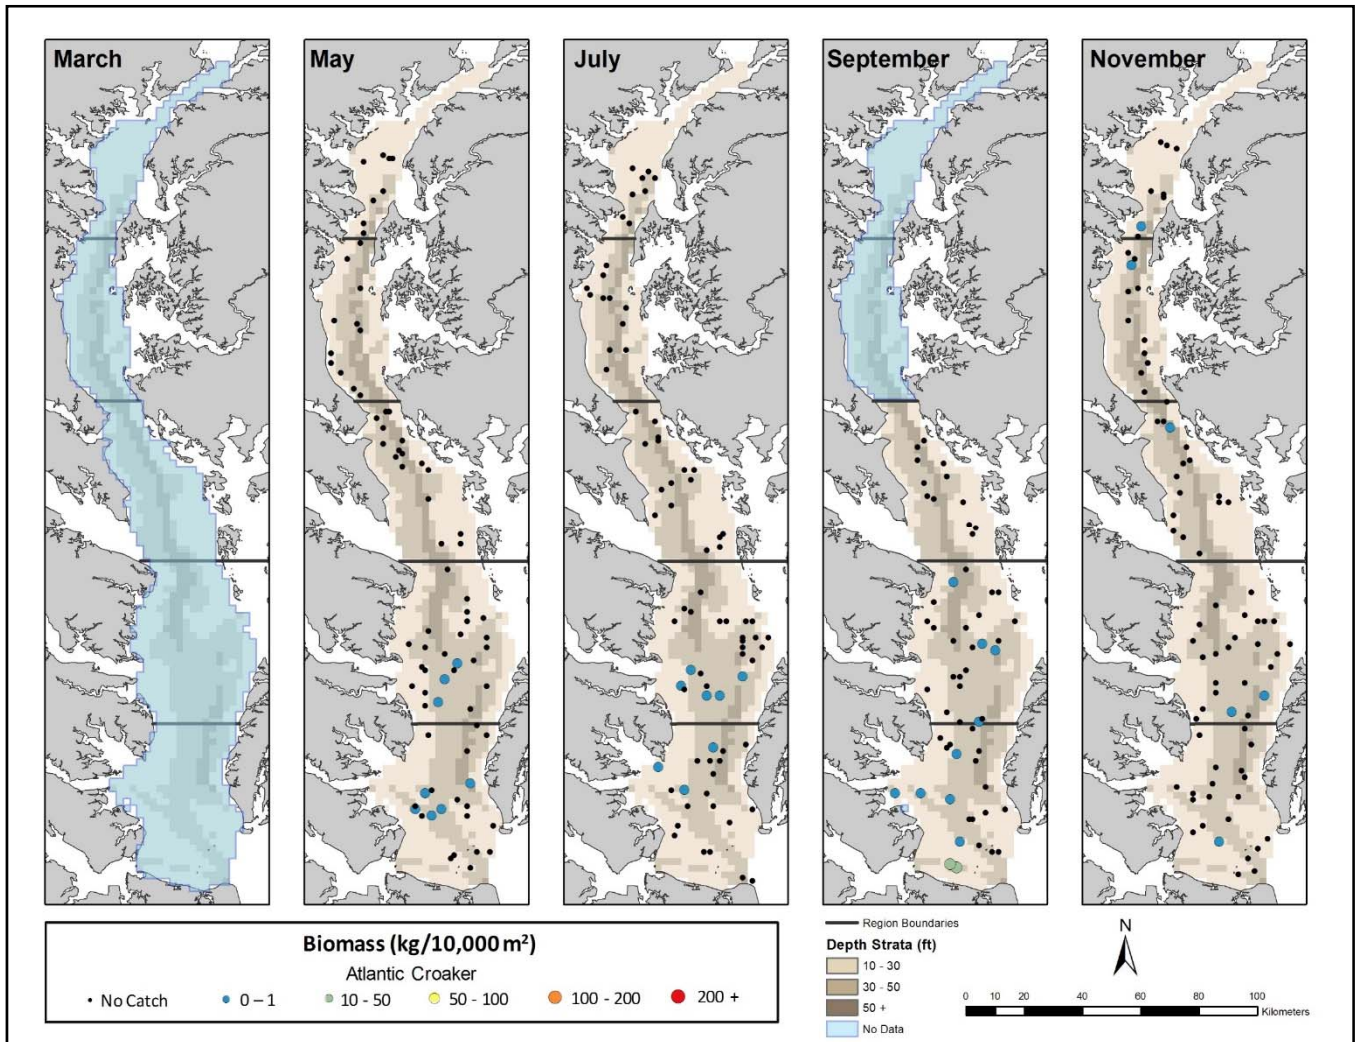 March
May
July
September
November
Biomass (kg/10,000 m²)
Atlantic Croaker
No Catch
0 – 1
10 - 50
50 - 100
100 - 200
200 +
Region Boundaries
Depth Strata (ft)
10 - 30
30 - 50
50 +
No Data
N
0 20 40 60 80 100
Kilometers